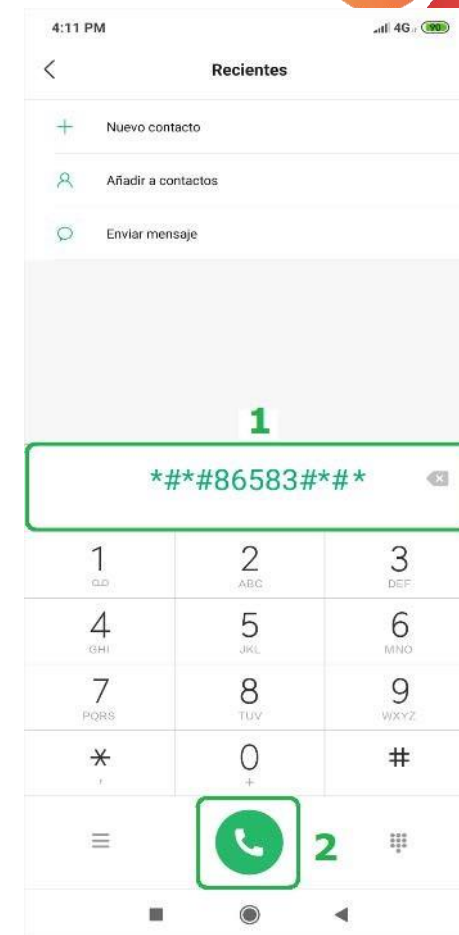 4:11 PM 4G 90
Recientes
Nuevo contacto
Añadir a contactos
Enviar mensaje
1
*#*#86583#*#*
1 2 3
ABC DEF
4 5 6
GHI JKL MNO
7 8 9
PQRS TUV WXYZ
* 0 #
, +
2